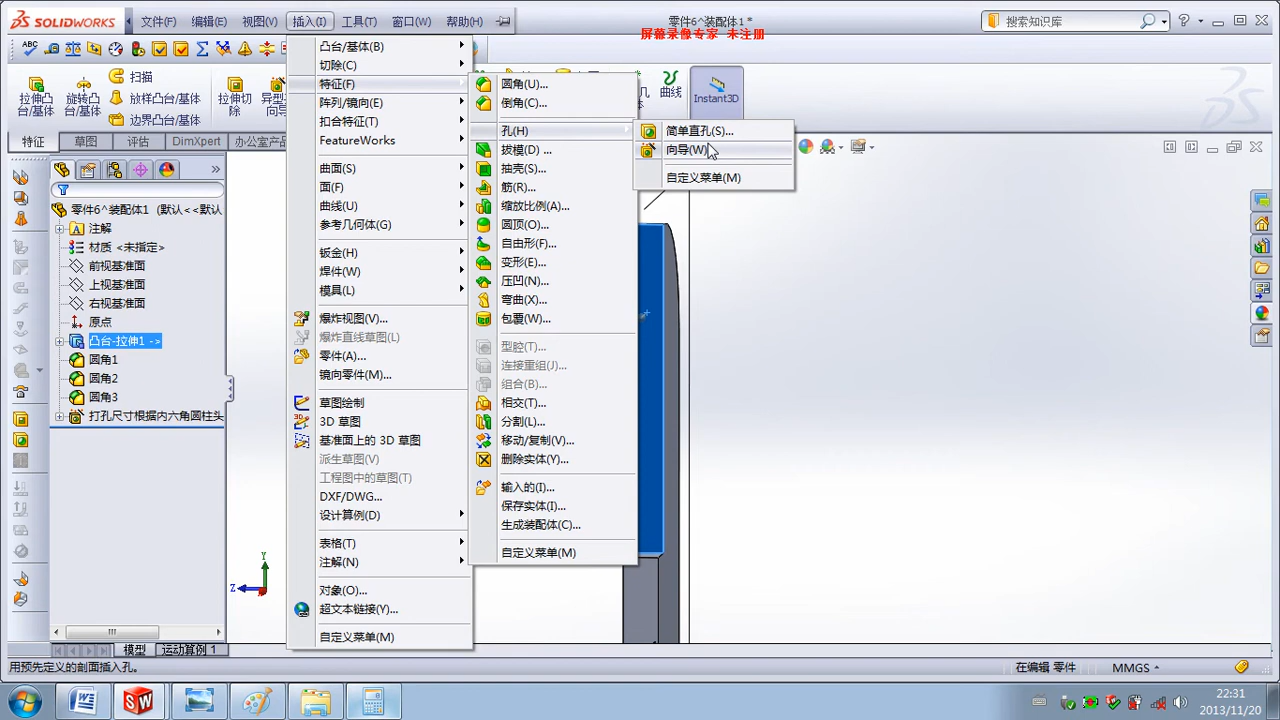 SOLIDWORKS
文件(F)
编辑(E)
视图(V)
插入(I)
工具(T)
窗口(W)
帮助(H)
零件6^装配体1 *
搜索知识库
屏幕录像专家 未注册
拉伸凸台/基体
旋转凸台/基体
扫描
放样凸台/基体
边界凸台/基体
拉伸切除
曲线
Instant3D
特征
草图
评估
DimXpert
办公室产品
零件6^装配体1 (默认<<默认
注解
材质 <未指定>
前视基准面
上视基准面
右视基准面
原点
凸台-拉伸1 ->
圆角1
圆角2
圆角3
打孔尺寸根据内六角圆柱头
凸台/基体(B)
切除(C)
特征(F)
阵列/镜向(E)
扣合特征(T)
FeatureWorks
曲面(S)
面(F)
曲线(U)
参考几何体(G)
钣金(H)
焊件(W)
模具(L)
爆炸视图(V)...
爆炸直线草图(L)
零件(A)...
镜向零件(M)...
草图绘制
3D 草图
基准面上的 3D 草图
派生草图(V)
工程图中的草图(T)
DXF/DWG...
设计算例(D)
表格(T)
注解(N)
对象(O)...
超文本链接(Y)...
自定义菜单(M)
圆角(U)...
倒角(C)...
孔(H)
拔模(D) ...
抽壳(S)...
筋(R)...
缩放比例(A)...
圆顶(O)...
自由形(F)...
变形(E)...
压凹(N)...
弯曲(X)...
包覆(W)...
型腔(T)...
连接重组(J)...
组合(B)...
相交(T)...
分割(L)...
移动/复制(V)...
删除实体(Y)...
输入的(I)...
保存实体(I)...
生成装配体(C)...
自定义菜单(M)
简单直孔(S)...
向导(W)
自定义菜单(M)
Y
Z
模型
运动算例 1
用预先定义的剖面插入孔。
在编辑 零件
MMGS
22:31
2013/11/20